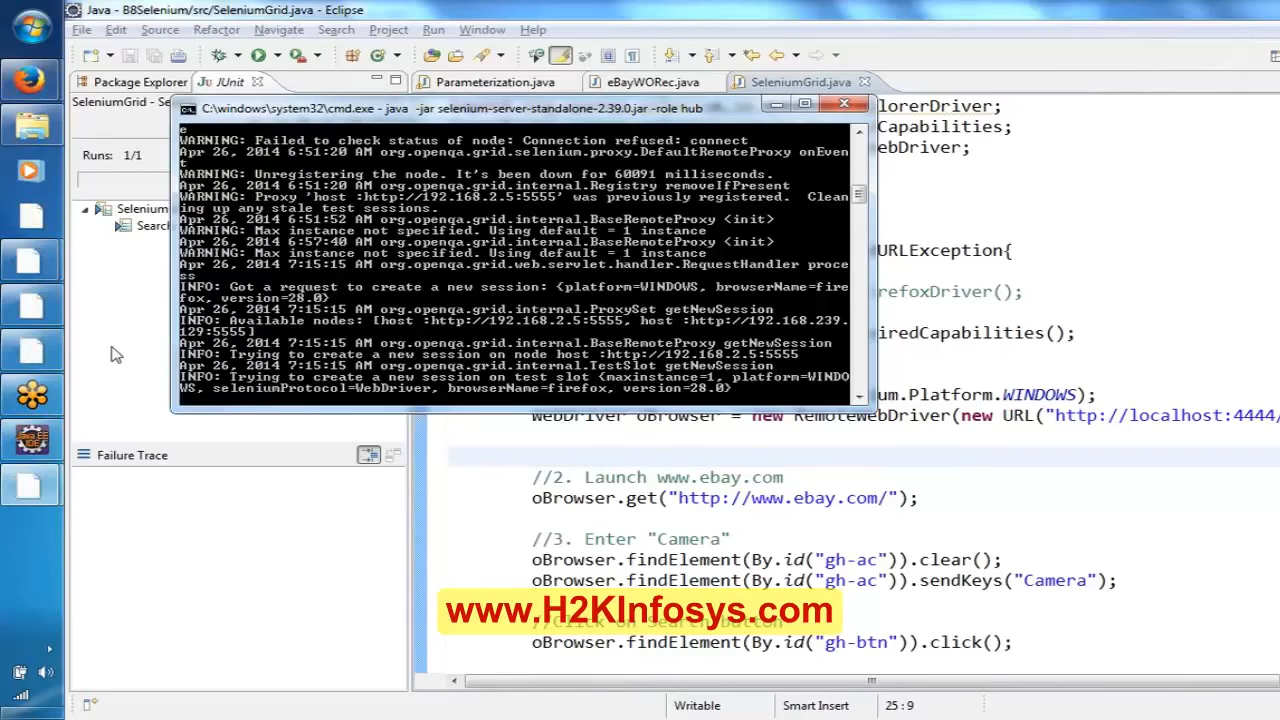 Java - B8Selenium/src/SeleniumGrid.java - Eclipse
File Edit Source Refactor Navigate Search Project Run Window Help
Package Explorer JUnit Parameterization.java eBayWORec.java SeleniumGrid.java
SeleniumGrid - Se
Runs: 1/1
Selenium
Searc
C:\windows\system32\cmd.exe - java -jar selenium-server-standalone-2.39.0.jar -role hub
e
WARNING: Failed to check status of node: Connection refused: connect
Apr 26, 2014 6:51:20 AM org.openqa.grid.selenium.proxy.DefaultRemoteProxy onEven
t
WARNING: Unregistering the node. It's been down for 60091 milliseconds.
Apr 26, 2014 6:51:20 AM org.openqa.grid.internal.Registry removeIfPresent
WARNING: Proxy 'host :http://192.168.2.5:5555' was previously registered.  Clean
ing up any stale test sessions.
Apr 26, 2014 6:51:52 AM org.openqa.grid.internal.BaseRemoteProxy <init>
WARNING: Max instance not specified. Using default = 1 instance
Apr 26, 2014 6:57:40 AM org.openqa.grid.internal.BaseRemoteProxy <init>
WARNING: Max instance not specified. Using default = 1 instance
Apr 26, 2014 7:15:15 AM org.openqa.grid.web.servlet.handler.RequestHandler proce
ss
INFO: Got a request to create a new session: {platform=WINDOWS, browserName=fire
fox, version=28.0}
Apr 26, 2014 7:15:15 AM org.openqa.grid.internal.ProxySet getNewSession
INFO: Available nodes: [host :http://192.168.2.5:5555, host :http://192.168.239.
129:5555]
Apr 26, 2014 7:15:15 AM org.openqa.grid.internal.BaseRemoteProxy getNewSession
INFO: Trying to create a new session on node host :http://192.168.2.5:5555
Apr 26, 2014 7:15:15 AM org.openqa.grid.internal.TestSlot getNewSession
INFO: Trying to create a new session on test slot {maxinstance=1, platform=WINDO
WS, seleniumProtocol=WebDriver, browserName=firefox, version=28.0}
lorerDriver;
Capabilities;
ebDriver;
URLException{
refoxDriver();
iredCapabilities();
um.Platform.WINDOWS);
WebDriver oBrowser = new RemoteWebDriver(new URL("http://localhost:4444/
Failure Trace
//2. Launch www.ebay.com
oBrowser.get("http://www.ebay.com/");
//3. Enter "Camera"
oBrowser.findElement(By.id("gh-ac")).clear();
oBrowser.findElement(By.id("gh-ac")).sendKeys("Camera");
www.H2KInfosys.com
//Click on Search Button
oBrowser.findElement(By.id("gh-btn")).click();
Writable Smart Insert 25 : 9